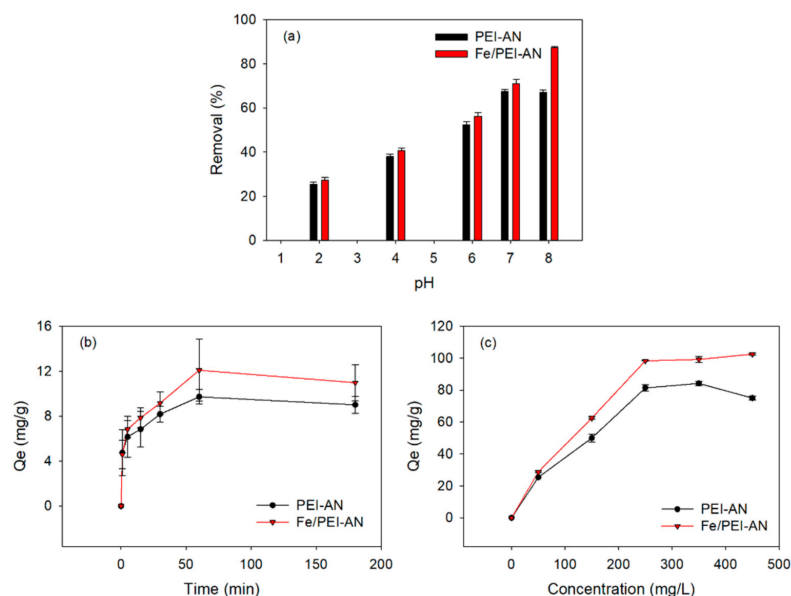 (a)
PEI-AN
Fe/PEI-AN
Removal (%)
100
80
60
40
20
0
1 2 3 4 5 6 7 8
pH
(b)
Qe (mg/g)
16
12
8
4
0
PEI-AN
Fe/PEI-AN
0 50 100 150 200
Time (min)
(c)
Qe (mg/g)
120
100
80
60
40
20
0
PEI-AN
Fe/PEI-AN
0 100 200 300 400 500
Concentration (mg/L)